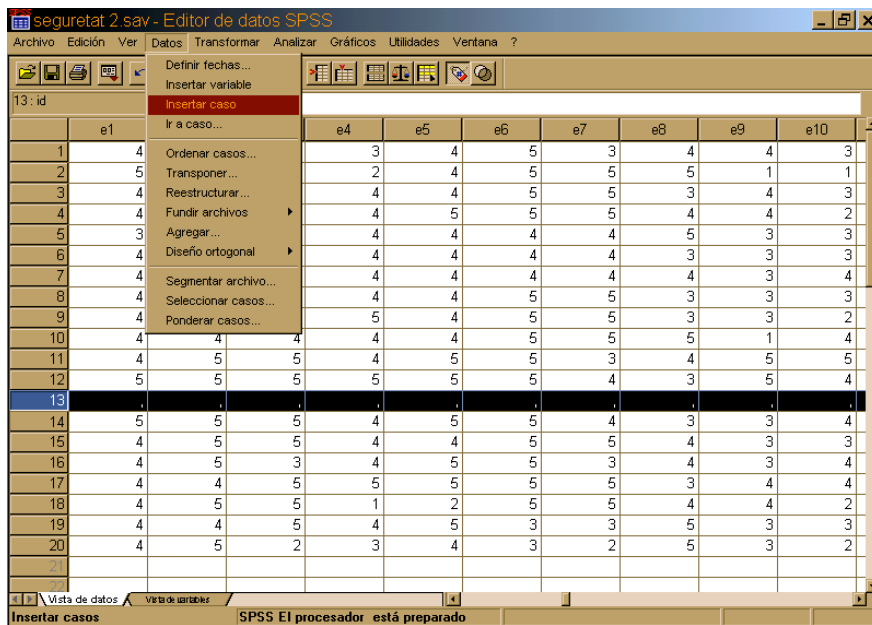 seguretat 2.sav - Editor de datos SPSS
Archivo Edición Ver Datos Transformar Analizar Gráficos Utilidades Ventana ?
Definir fechas...
Insertar variable
Insertar caso
Ir a caso...
Ordenar casos...
Transponer...
Reestructurar...
Fundir archivos
Agregar...
Diseño ortogonal
Segmentar archivo...
Seleccionar casos...
Ponderar casos...
13 : id
e1 e4 e5 e6 e7 e8 e9 e10
1 4 3 4 5 3 4 4 3
2 5 2 4 5 5 5 1 1
3 4 4 4 5 5 3 4 3
4 4 4 5 5 5 4 4 2
5 3 4 4 4 4 5 3 3
6 4 4 4 4 4 3 3 3
7 4 4 4 4 4 4 3 4
8 4 4 4 5 5 3 3 3
9 4 5 4 5 5 3 3 2
10 4 4 4 4 4 5 5 5 1 4
11 4 5 5 4 5 5 3 4 5 5
12 5 5 5 5 5 5 4 3 5 4
13 , , , , , , , , , ,
14 5 5 5 4 5 5 4 3 3 4
15 4 5 5 4 4 5 5 4 3 3
16 4 5 3 4 5 5 3 4 3 4
17 4 4 5 5 5 5 5 3 4 4
18 4 5 5 1 2 5 5 4 4 2
19 4 4 5 4 5 3 3 5 3 3
20 4 5 2 3 4 3 2 5 3 2
21
22
Vista de datos Vista de variables
Insertar casos SPSS El procesador está preparado